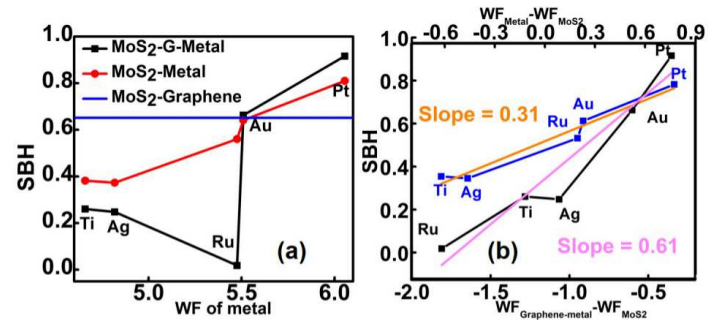 (a)
MoS2-G-Metal
MoS2-Metal
MoS2-Graphene
SBH
1.0
0.8
0.6
0.4
0.2
0.0
Pt
Au
Ti
Ag
Ru
(a)
5.0
5.5
6.0
WF of metal
WFMetal-WFMoS2
-0.6
-0.3
0.0
0.3
0.6
0.9
(b)
SBH
1.0
0.8
0.6
0.4
0.2
0.0
Pt
Pt
Au
Ru
Au
Slope = 0.31
Ti
Ag
Ti
Ag
Ru
(b)
Slope = 0.61
-2.0
-1.5
-1.0
-0.5
WFGraphene-metal-WFMoS2